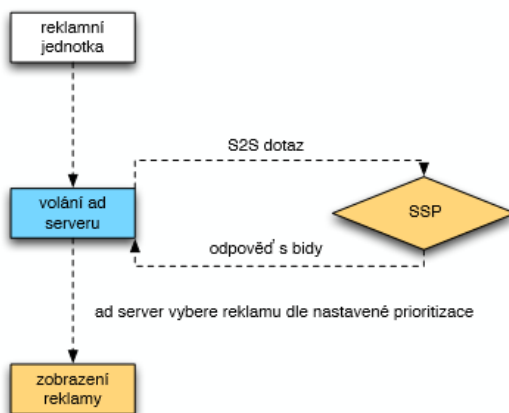 reklamní
jednotka
S2S dotaz
volání ad
serveru
SSP
odpověď s bidy
ad server vybere reklamu dle nastavené prioritizace
zobrazení
reklamy